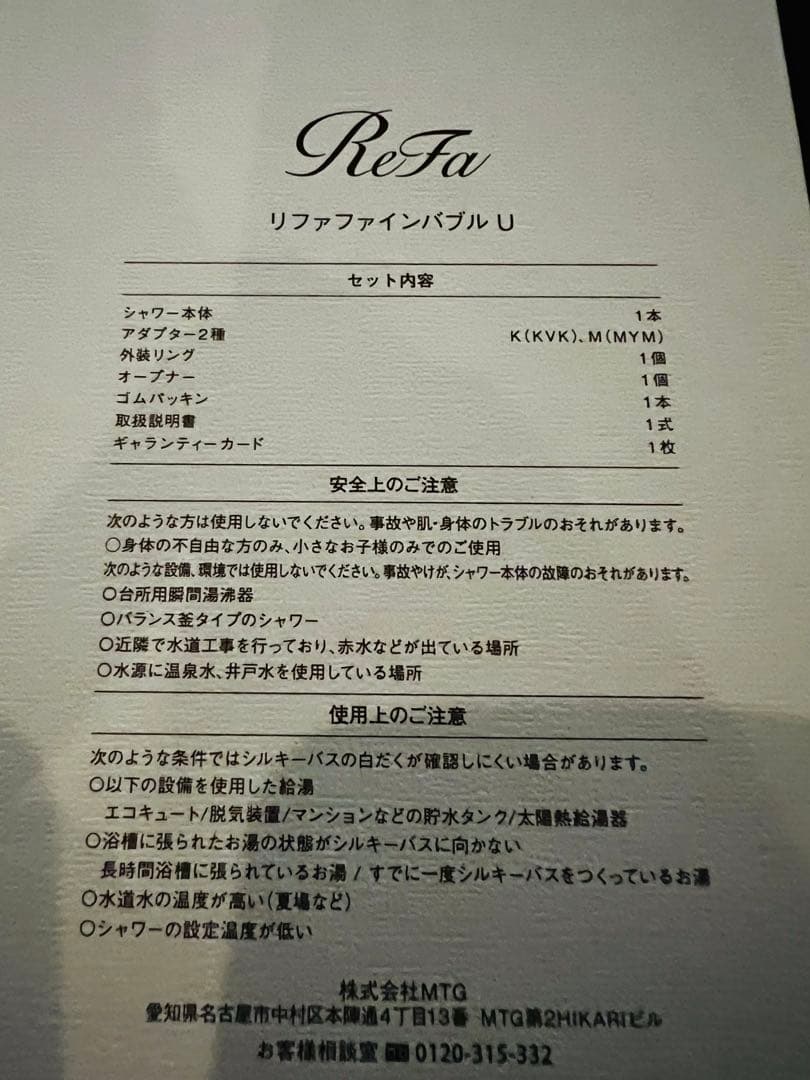 ReFa
リファファインバブル U
セット内容
シャワー本体 1本
アダプター2種 K(KVK)、M(MYM)
外装リング 1個
オープナー 1個
ゴムパッキン 1本
取扱説明書 1式
ギャランティーカード 1枚
安全上のご注意
次のような方は使用しないでください。事故や肌・身体のトラブルのおそれがあります。
○身体の不自由な方のみ、小さなお子様のみでのご使用
次のような設備、環境では使用しないでください。事故やけが、シャワー本体の故障のおそれがあります。
○台所用瞬間湯沸器
○バランス釜タイプのシャワー
○近隣で水道工事を行っており、赤水などが出ている場所
○水源に温泉水、井戸水を使用している場所
使用上のご注意
次のような条件ではシルキーバスの白だくが確認しにくい場合があります。
○以下の設備を使用した給湯
エコキュート/脱気装置/マンションなどの貯水タンク/太陽熱給湯器
○浴槽に張られたお湯の状態がシルキーバスに向かない
長時間浴槽に張られているお湯 / すでに一度シルキーバスをつくっているお湯
○水道水の温度が高い(夏場など)
○シャワーの設定温度が低い
株式会社MTG
愛知県名古屋市中村区本陣通4丁目13番 MTG第2HIKARIビル
お客様相談室 0120-315-332